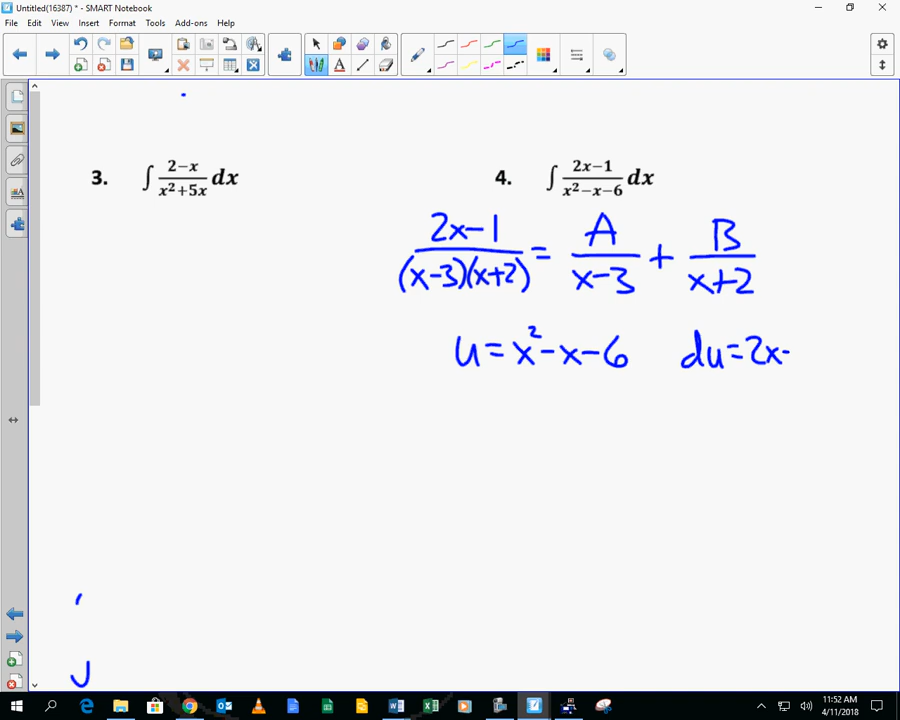 Untitled(16387) * - SMART Notebook
File Edit View Insert Format Tools Add-ons Help
3. ∫ (2−x)/(x²+5x) dx
4. ∫ (2x−1)/(x²−x−6) dx
(2x−1)/((x−3)(x+2)) = A/(x−3) + B/(x+2)
u = x² − x − 6 du = 2x-
11:52 AM
4/11/2018